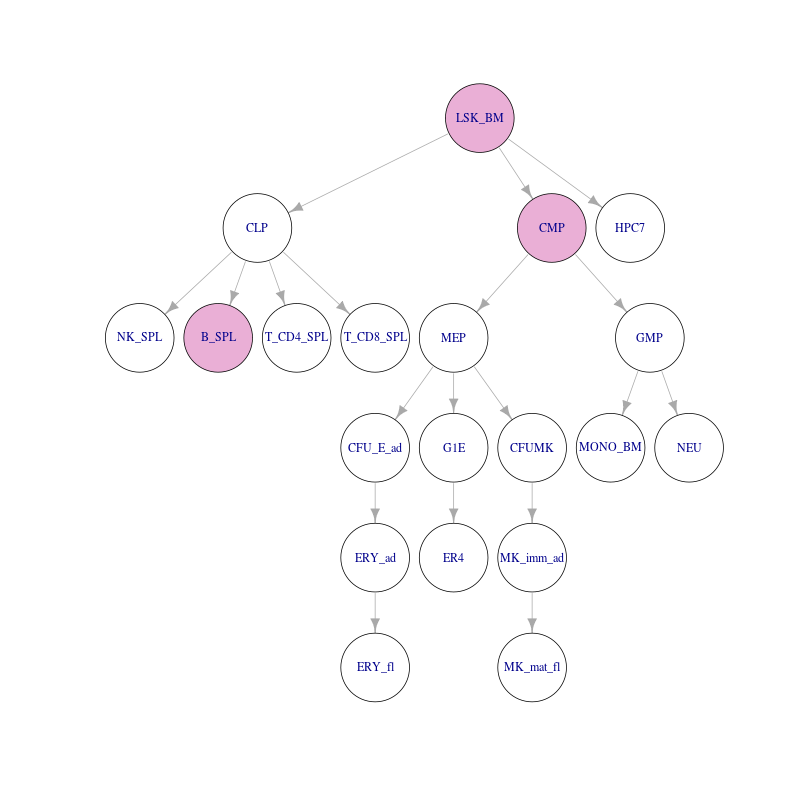 LSK_BM
CLP
CMP
HPC7
NK_SPL
B_SPL
T_CD4_SPL
T_CD8_SPL
MEP
GMP
CFU_E_ad
G1E
CFUMK
MONO_BM
NEU
ERY_ad
ER4
MK_imm_ad
ERY_fl
MK_mat_fl